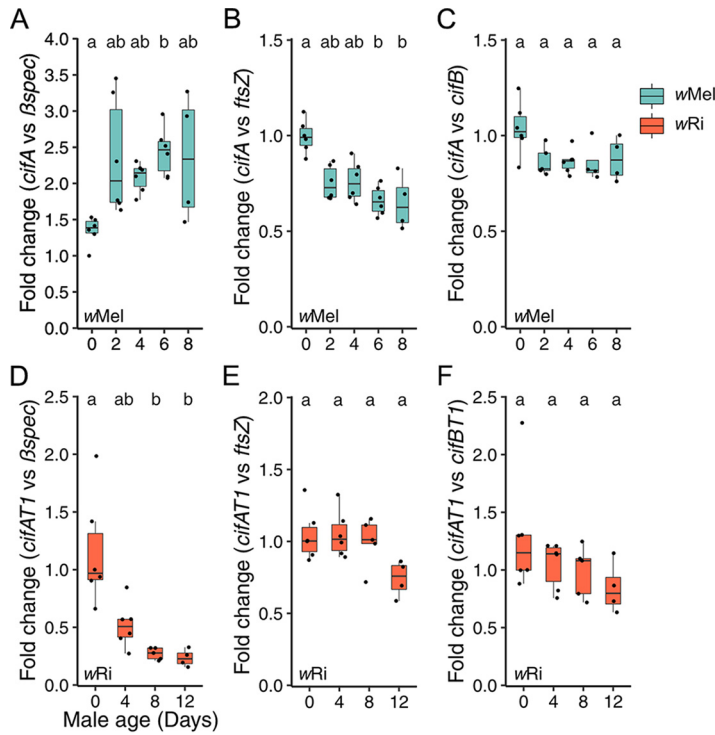 A
a ab ab b ab
Fold change (cifA vs ßspec)
4.0
3.5
3.0
2.5
2.0
1.5
1.0
0.5
0.0
wMel
0 2 4 6 8
B
a ab ab b b
Fold change (cifA vs ftsZ)
1.5
1.0
0.5
0.0
wMel
0 2 4 6 8
C
a a a a a
Fold change (cifA vs cifB)
1.5
1.0
0.5
0.0
wMel
0 2 4 6 8
wMel
wRi
D
a ab b b
Fold change (cifAT1 vs ßspec)
2.5
2.0
1.5
1.0
0.5
0.0
wRi
0 4 8 12
Male age (Days)
E
a a a a
Fold change (cifAT1 vs ftsZ)
2.0
1.5
1.0
0.5
0.0
wRi
0 4 8 12
F
a a a a
Fold change (cifAT1 vs cifBT1)
2.5
2.0
1.5
1.0
0.5
0.0
wRi
0 4 8 12